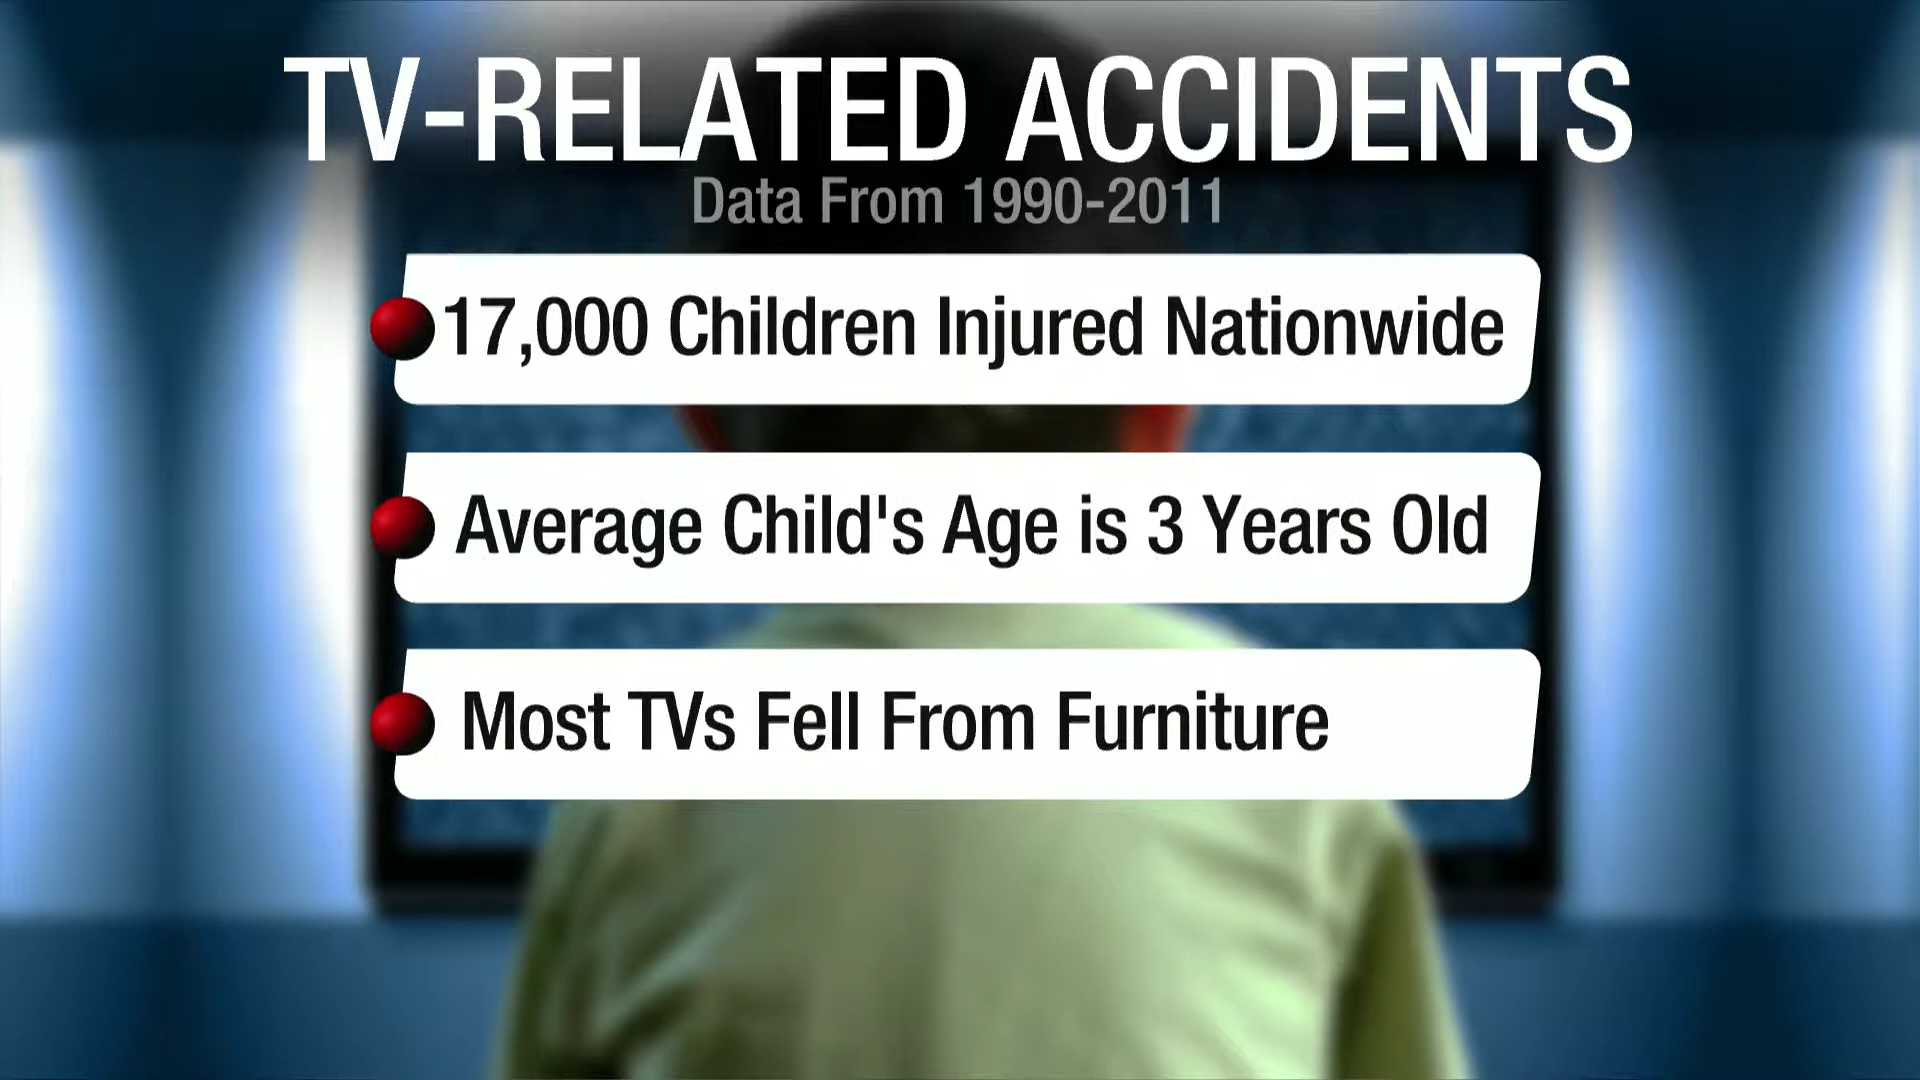 TV-RELATED ACCIDENTS
Data From 1990-2011
17,000 Children Injured Nationwide
Average Child's Age is 3 Years Old
Most TVs Fell From Furniture